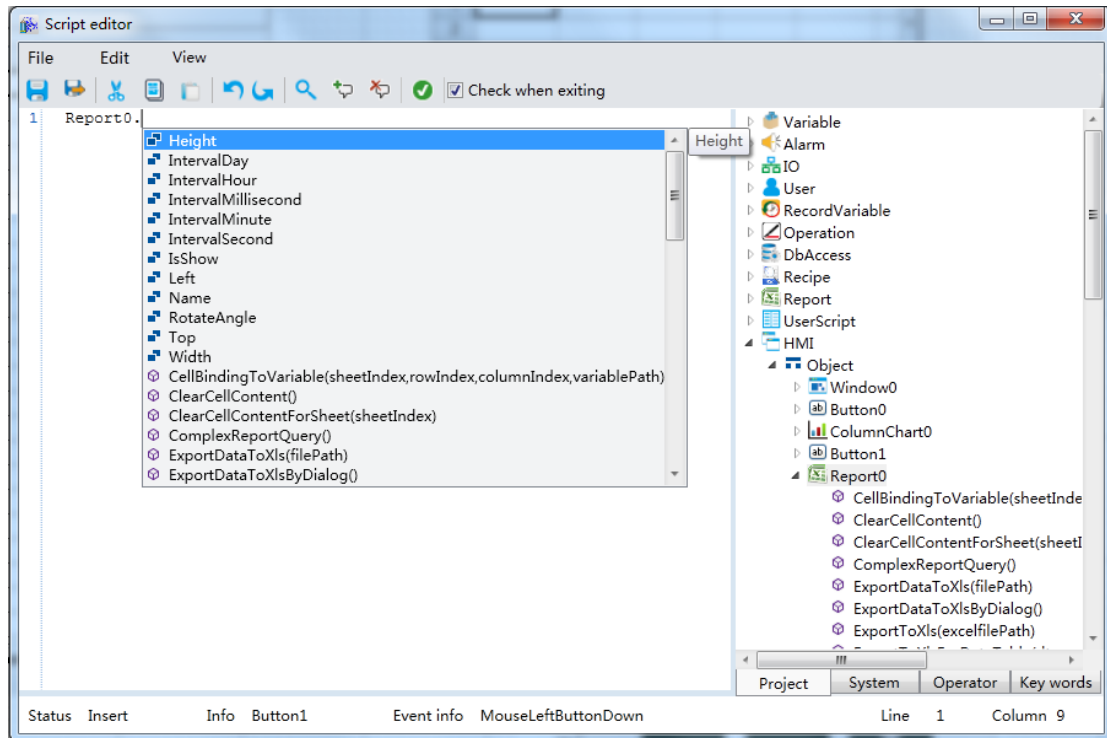 Script editor
File Edit View
Check when exiting
1 Report0.
Height
IntervalDay
IntervalHour
IntervalMillisecond
IntervalMinute
IntervalSecond
IsShow
Left
Name
RotateAngle
Top
Width
CellBindingToVariable(sheetIndex,rowIndex,columnIndex,variablePath)
ClearCellContent()
ClearCellContentForSheet(sheetIndex)
ComplexReportQuery()
ExportDataToXls(filePath)
ExportDataToXlsByDialog()
Height
Variable
Alarm
IO
User
RecordVariable
Operation
DbAccess
Recipe
Report
UserScript
HMI
Object
Window0
Button0
ColumnChart0
Button1
Report0
CellBindingToVariable(sheetInde
ClearCellContent()
ClearCellContentForSheet(sheetI
ComplexReportQuery()
ExportDataToXls(filePath)
ExportDataToXlsByDialog()
ExportToXls(excelfilePath)
Project System Operator Key words
Status Insert Info Button1 Event info MouseLeftButtonDown Line 1 Column 9